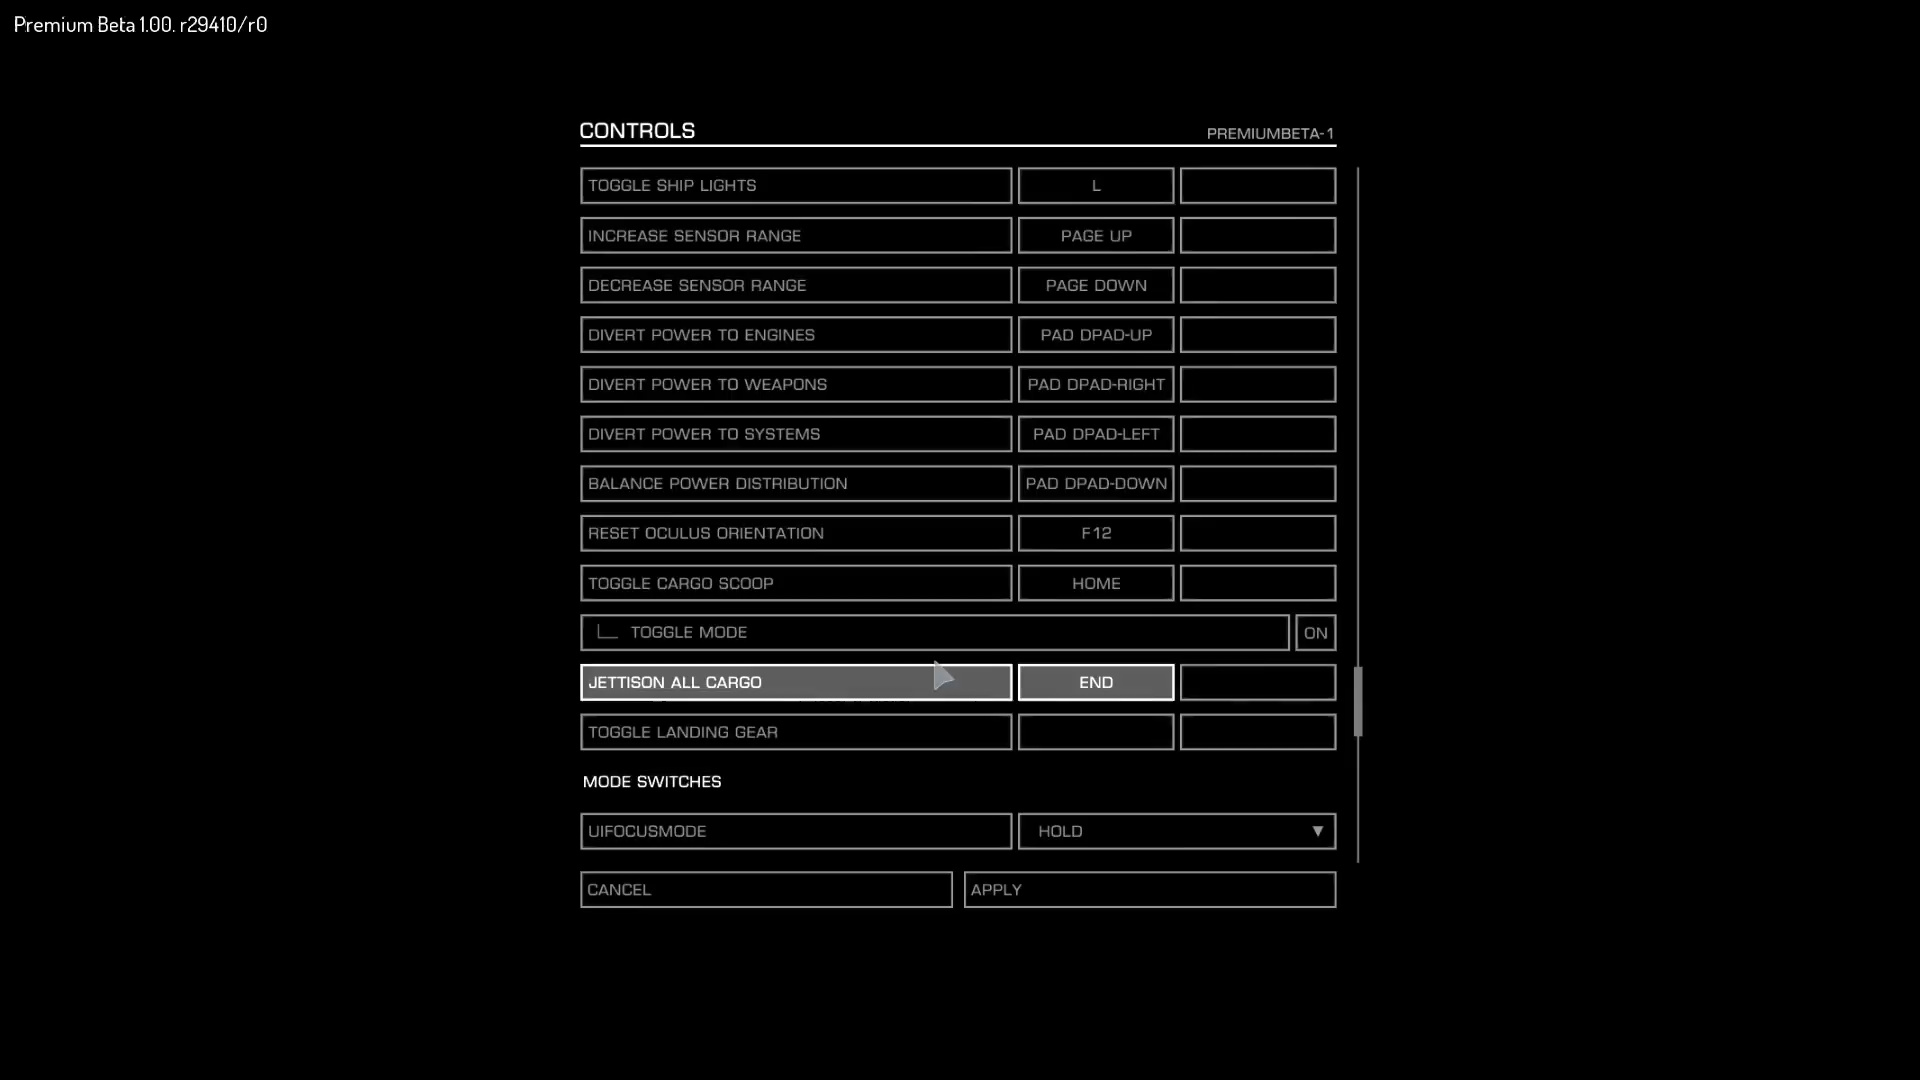 Premium Beta 1.00. r29410/r0
CONTROLS PREMIUMBETA-1
TOGGLE SHIP LIGHTS L
INCREASE SENSOR RANGE PAGE UP
DECREASE SENSOR RANGE PAGE DOWN
DIVERT POWER TO ENGINES PAD DPAD-UP
DIVERT POWER TO WEAPONS PAD DPAD-RIGHT
DIVERT POWER TO SYSTEMS PAD DPAD-LEFT
BALANCE POWER DISTRIBUTION PAD DPAD-DOWN
RESET OCULUS ORIENTATION F12
TOGGLE CARGO SCOOP HOME
TOGGLE MODE ON
JETTISON ALL CARGO END
TOGGLE LANDING GEAR
MODE SWITCHES
UIFOCUSMODE HOLD
CANCEL APPLY